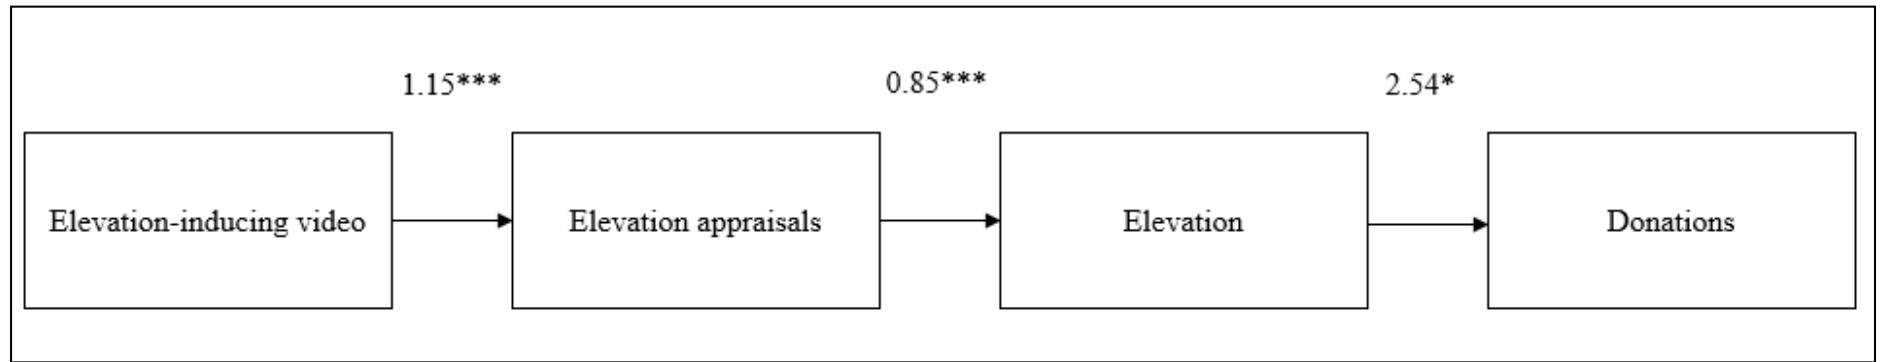 1.15*** 0.85*** 2.54*
Elevation-inducing video Elevation appraisals Elevation Donations